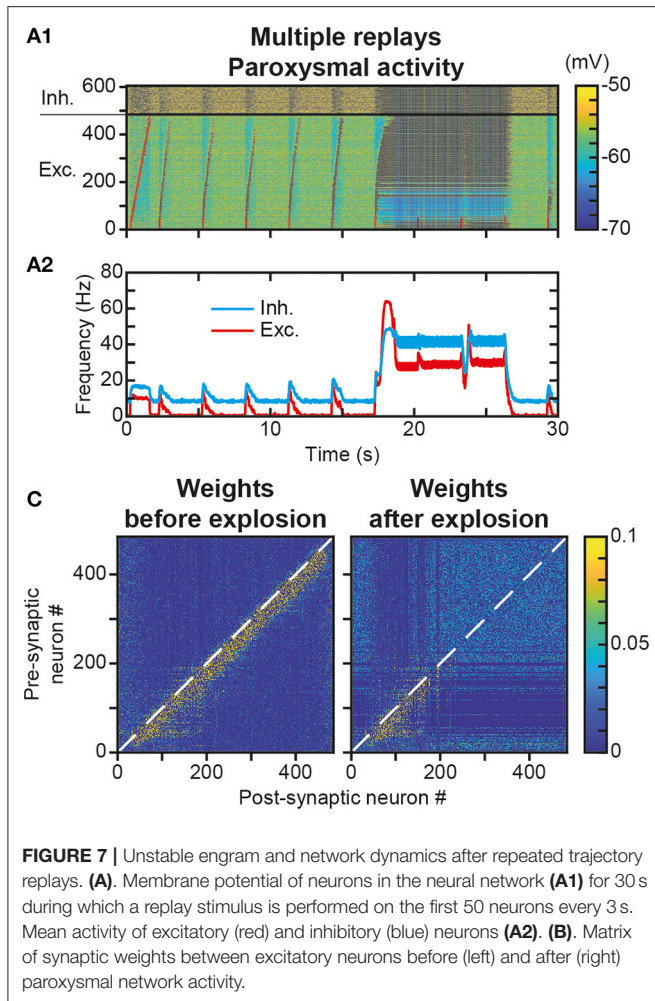 A1
Multiple replays
Paroxysmal activity
(mV)
600
Inh.
400
Exc.
200
0
-50
-60
-70
A2
80
60
40
20
0
Frequency (Hz)
Inh.
Exc.
0
10
20
30
Time (s)
C
Weights
before explosion
Weights
after explosion
400
200
0
Pre-synaptic
neuron #
0
200
400
0
200
400
Post-synaptic neuron #
0.1
0.05
0
FIGURE 7 | Unstable engram and network dynamics after repeated trajectory
replays. (A). Membrane potential of neurons in the neural network (A1) for 30 s
during which a replay stimulus is performed on the first 50 neurons every 3 s.
Mean activity of excitatory (red) and inhibitory (blue) neurons (A2). (B). Matrix
of synaptic weights between excitatory neurons before (left) and after (right)
paroxysmal network activity.